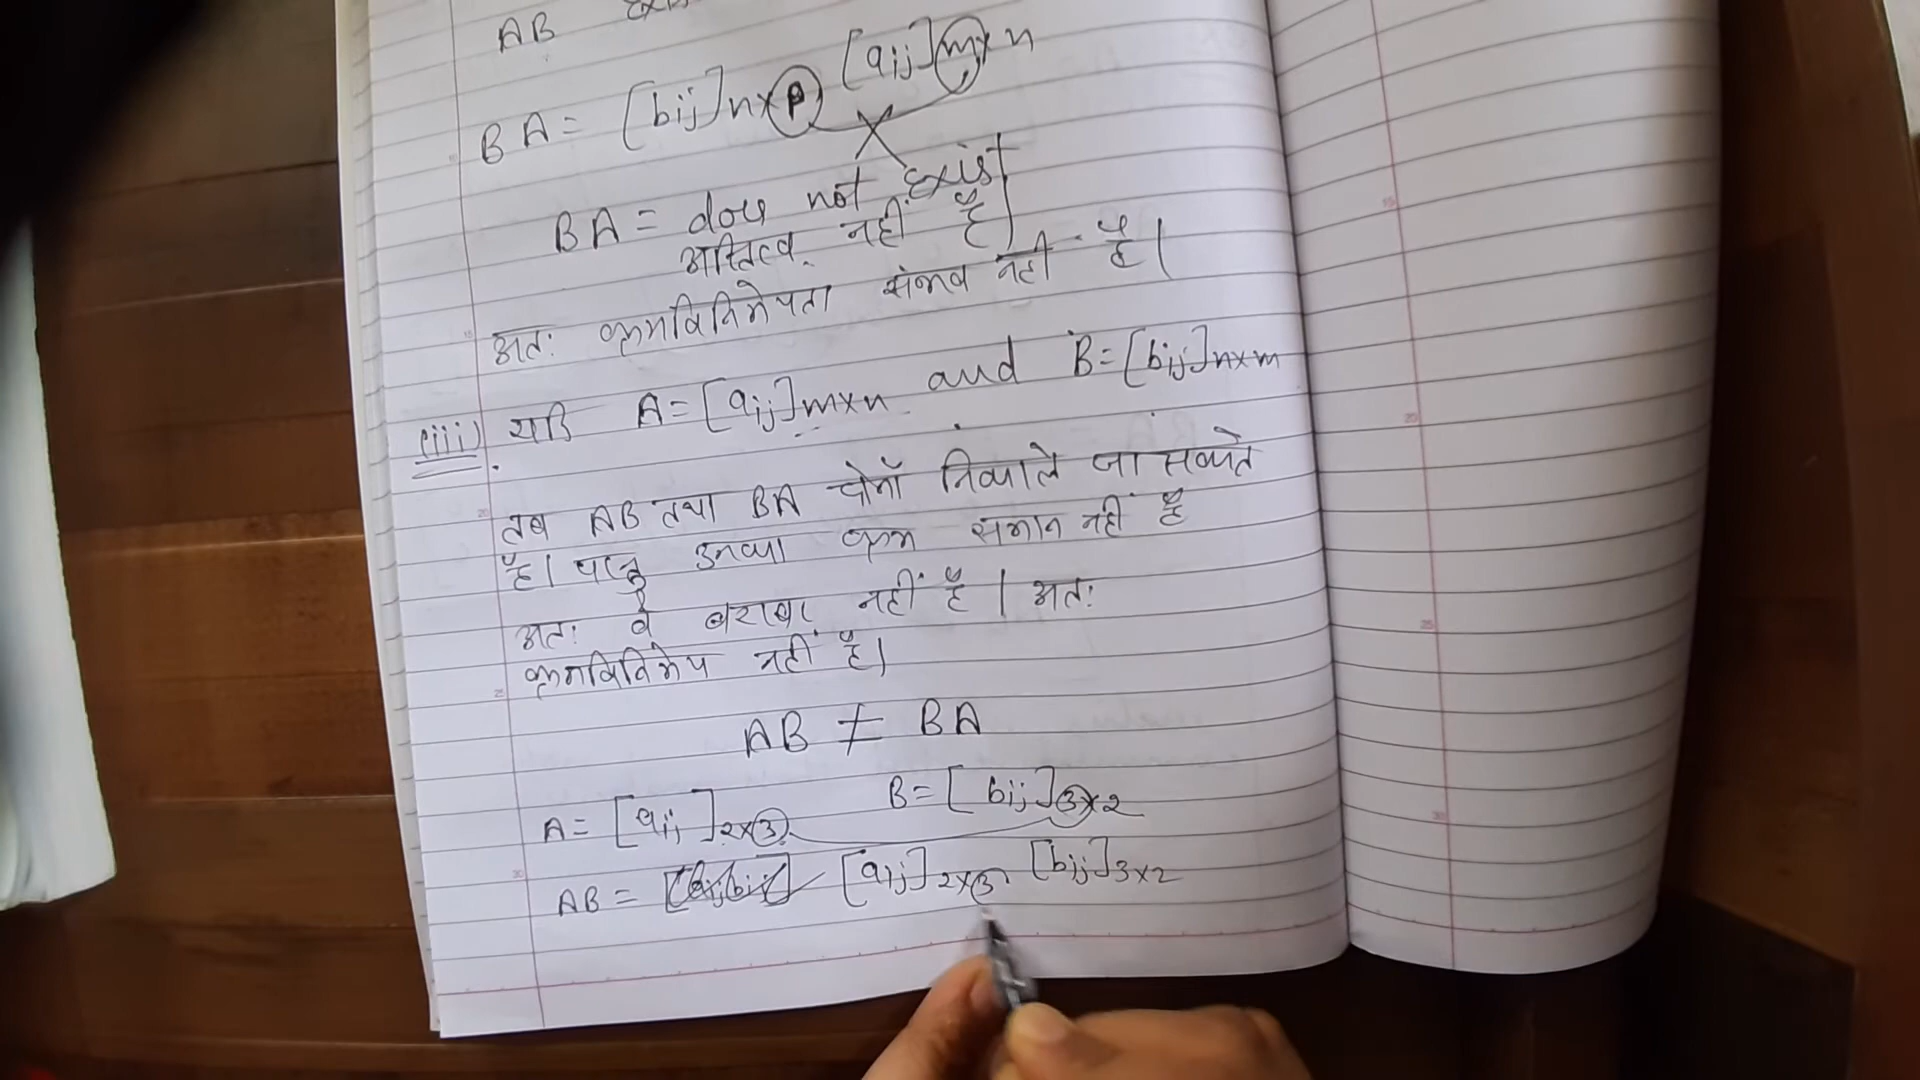 AB
BA = [bij]n×p [aij]m×n
BA = does not Exist
अस्तित्व नहीं है|
अतः क्रमविनिमेयता संभव नहीं है|
(iii) यदि A = [aij]m×n and B = [bij]n×m
तब AB तथा BA दोनों निकाले जा सकते
है| परन्तु उनका क्रम समान नहीं है
अतः वे बराबर नहीं है| अतः
क्रमविनिमेय नहीं है|
AB ≠ BA
A = [aij]2×3 B = [bij]3×2
AB = [aij]2×3 [bij]3×2